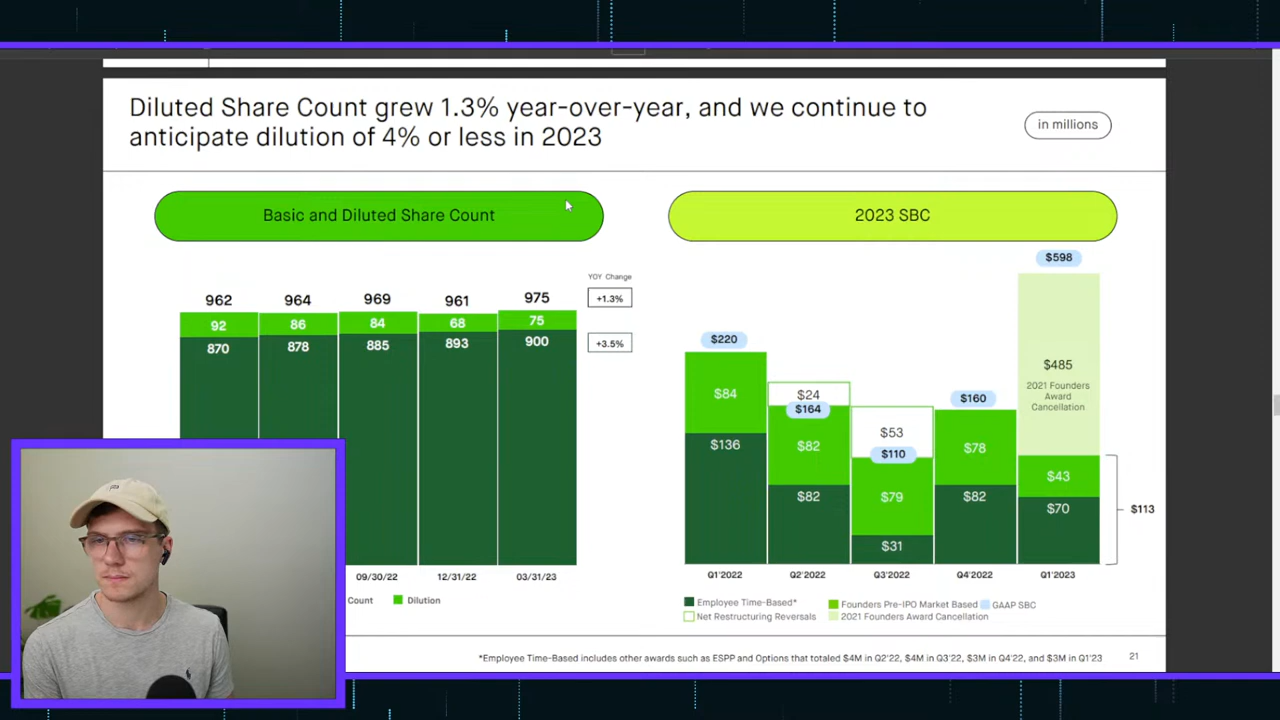 Diluted Share Count grew 1.3% year-over-year, and we continue to
anticipate dilution of 4% or less in 2023
in millions
Basic and Diluted Share Count
2023 SBC
YOY Change
962
964
969
961
975
+1.3%
92
86
84
68
75
870
878
885
893
900
+3.5%
09/30/22
12/31/22
03/31/23
Count
Dilution
$220
$84
$136
$24
$164
$82
$82
$53
$110
$79
$31
$160
$78
$82
$598
$485
2021 Founders
Award
Cancellation
$43
$70
$113
Q1'2022
Q2'2022
Q3'2022
Q4'2022
Q1'2023
Employee Time-Based*
Founders Pre-IPO Market Based
GAAP SBC
Net Restructuring Reversals
2021 Founders Award Cancellation
*Employee Time-Based includes other awards such as ESPP and Options that totaled $4M in Q2'22, $4M in Q3'22, $3M in Q4'22, and $3M in Q1'23
21